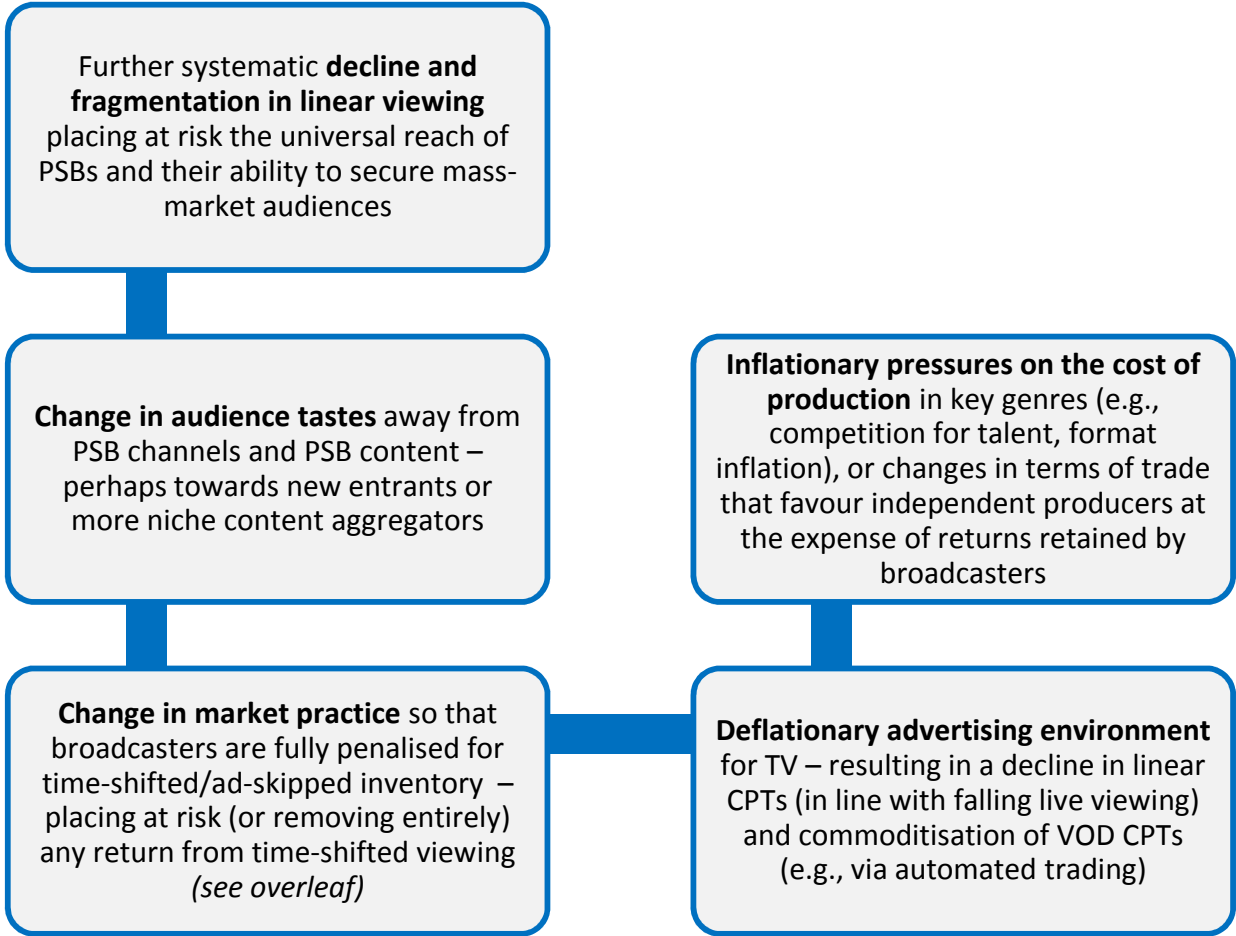 Further systematic decline and
fragmentation in linear viewing
placing at risk the universal reach of
PSBs and their ability to secure mass-
market audiences
Change in audience tastes away from
PSB channels and PSB content –
perhaps towards new entrants or
more niche content aggregators
Change in market practice so that
broadcasters are fully penalised for
time-shifted/ad-skipped inventory –
placing at risk (or removing entirely)
any return from time-shifted viewing
(see overleaf)
Deflationary advertising environment
for TV – resulting in a decline in linear
CPTs (in line with falling live viewing)
and commoditisation of VOD CPTs
(e.g., via automated trading)
Inflationary pressures on the cost of
production in key genres (e.g.,
competition for talent, format
inflation), or changes in terms of trade
that favour independent producers at
the expense of returns retained by
broadcasters